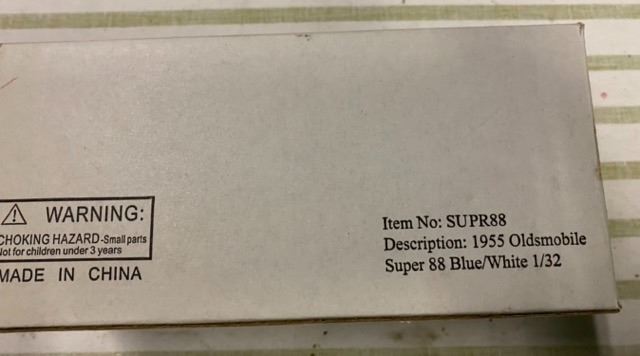 WARNING:
CHOKING HAZARD-Small parts
Not for children under 3 years
MADE IN CHINA
Item No: SUPR88
Description: 1955 Oldsmobile
Super 88 Blue/White 1/32